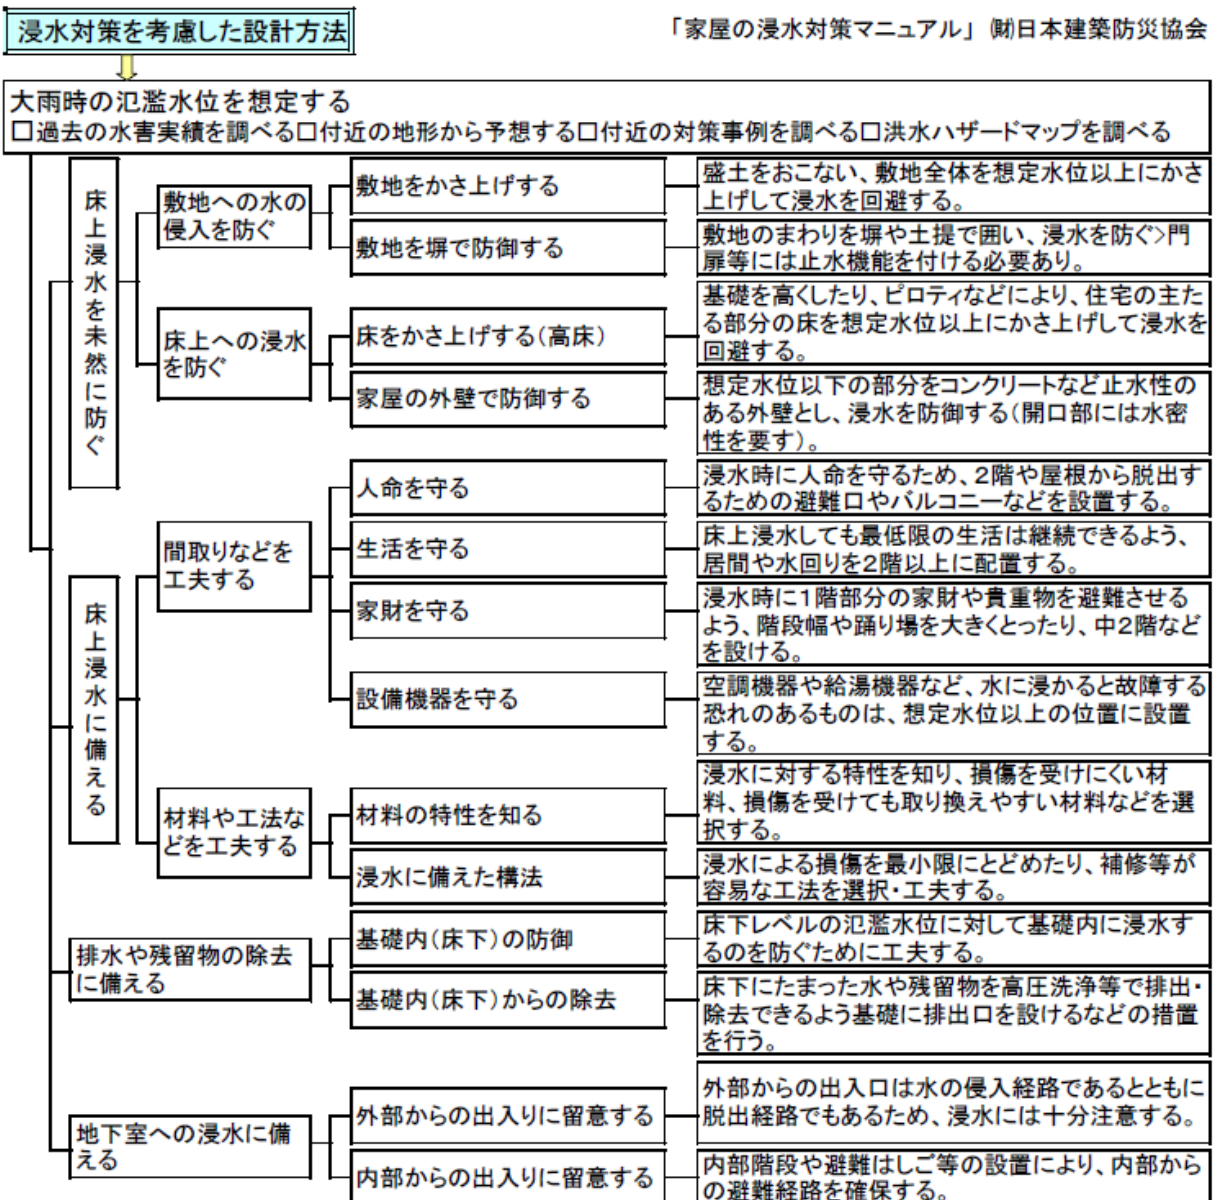 浸水対策を考慮した設計方法
「家屋の浸水対策マニュアル」 ㈶日本建築防災協会
大雨時の氾濫水位を想定する
□過去の水害実績を調べる□付近の地形から予想する□付近の対策事例を調べる□洪水ハザードマップを調べる
床上浸水を未然に防ぐ
敷地への水の
侵入を防ぐ
敷地をかさ上げする
盛土をおこない、敷地全体を想定水位以上にかさ
上げして浸水を回避する。
敷地を塀で防御する
敷地のまわりを塀や土提で囲い、浸水を防ぐ>門
扉等には止水機能を付ける必要あり。
床上への浸水
を防ぐ
床をかさ上げする(高床)
基礎を高くしたり、ピロティなどにより、住宅の主た
る部分の床を想定水位以上にかさ上げして浸水を
回避する。
家屋の外壁で防御する
想定水位以下の部分をコンクリートなど止水性の
ある外壁とし、浸水を防御する(開口部には水密
性を要す)。
床上浸水に備える
間取りなどを
工夫する
人命を守る
浸水時に人命を守るため、2階や屋根から脱出す
るための避難口やバルコニーなどを設置する。
生活を守る
床上浸水しても最低限の生活は継続できるよう、
居間や水回りを2階以上に配置する。
家財を守る
浸水時に1階部分の家財や貴重物を避難させる
よう、階段幅や踊り場を大きくとったり、中2階など
を設ける。
設備機器を守る
空調機器や給湯機器など、水に浸かると故障する
恐れのあるものは、想定水位以上の位置に設置
する。
材料や工法な
どを工夫する
材料の特性を知る
浸水に対する特性を知り、損傷を受けにくい材
料、損傷を受けても取り換えやすい材料などを選
択する。
浸水に備えた構法
浸水による損傷を最小限にとどめたり、補修等が
容易な工法を選択・工夫する。
排水や残留物の除去
に備える
基礎内(床下)の防御
床下レベルの氾濫水位に対して基礎内に浸水す
るのを防ぐために工夫する。
基礎内(床下)からの除去
床下にたまった水や残留物を高圧洗浄等で排出・
除去できるよう基礎に排出口を設けるなどの措置
を行う。
地下室への浸水に備
える
外部からの出入りに留意する
外部からの出入口は水の侵入経路であるとともに
脱出経路でもあるため、浸水には十分注意する。
内部からの出入りに留意する
内部階段や避難はしご等の設置により、内部から
の避難経路を確保する。